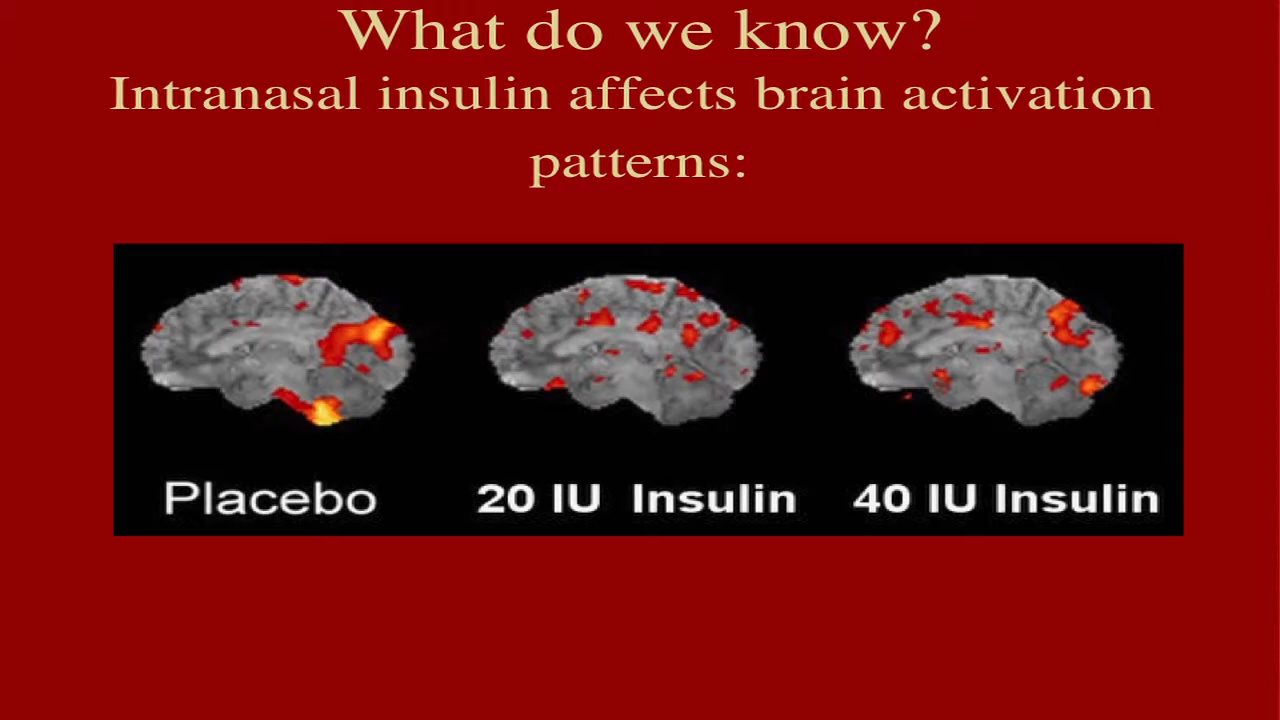 What do we know?
Intranasal insulin affects brain activation
patterns:
Placebo
20 IU Insulin
40 IU Insulin